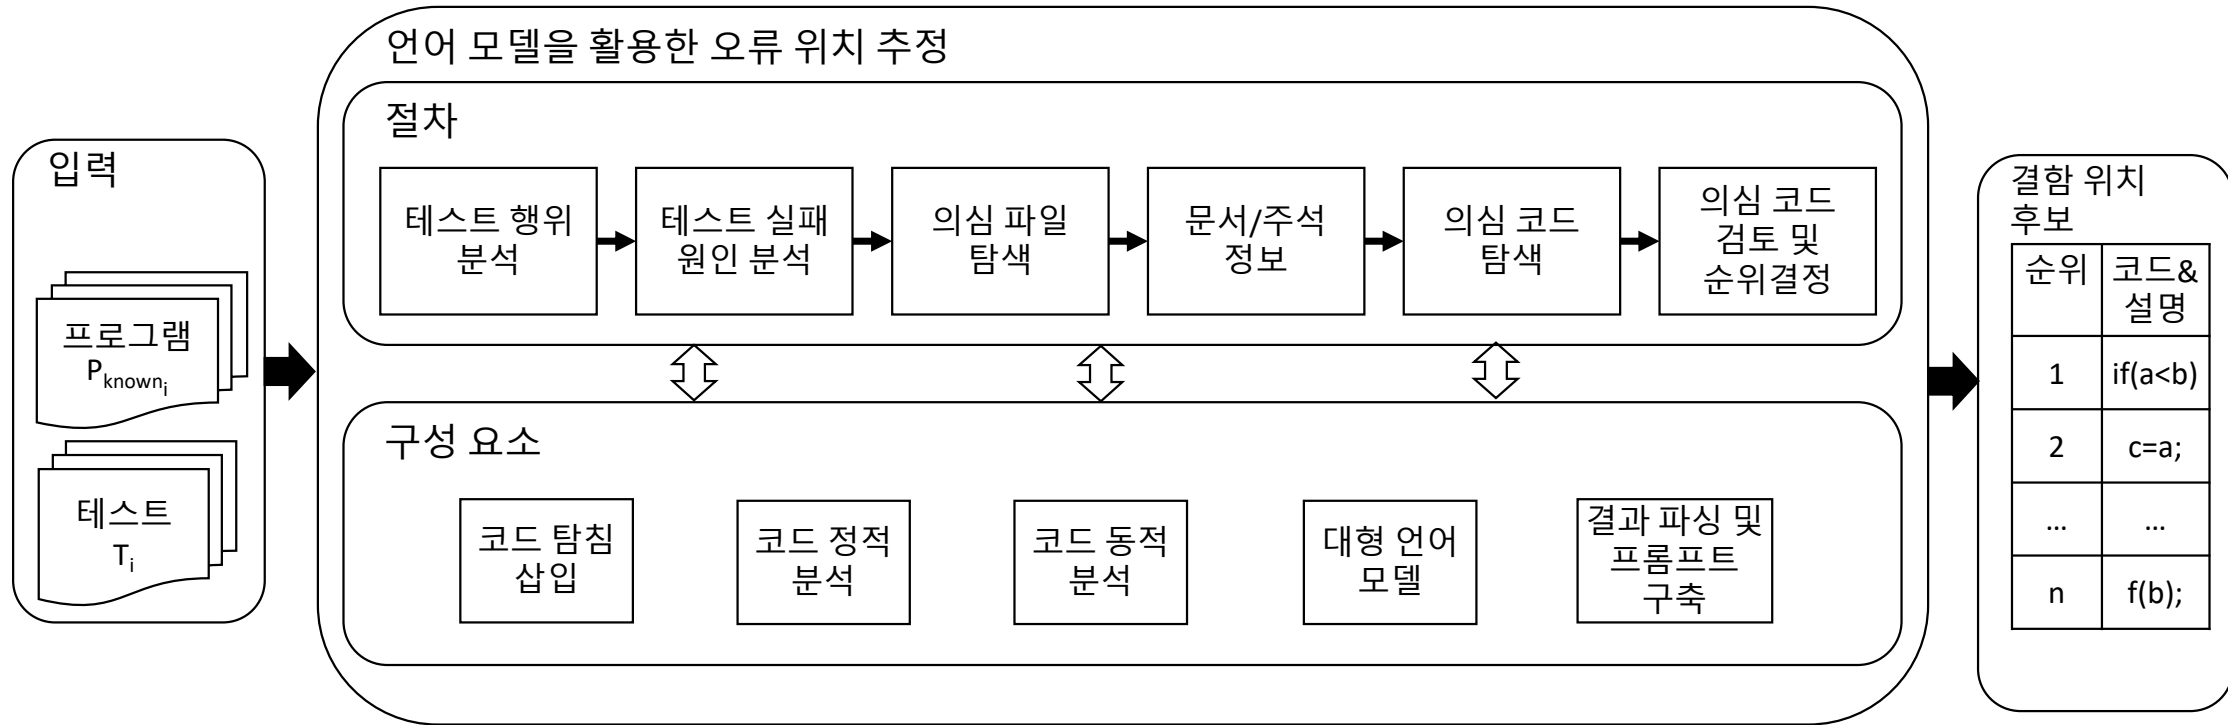 언어 모델을 활용한 오류 위치 추정
입력
프로그램
P_known_i
테스트
T_i
절차
테스트 행위
분석
테스트 실패
원인 분석
의심 파일
탐색
문서/주석
정보
의심 코드
탐색
의심 코드
검토 및
순위결정
구성 요소
코드 탐침
삽입
코드 정적
분석
코드 동적
분석
대형 언어
모델
결과 파싱 및
프롬프트
구축
결함 위치
후보
순위 코드&
설명
1 if(a<b)
2 c=a;
... ...
n f(b);